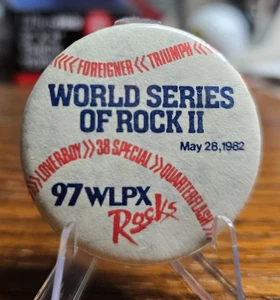 ‹‹‹‹ FOREIGNER ‹‹ TRIUMPH ‹‹
WORLD SERIES
OF ROCK II
May 28, 1982
LOVERBOY ›› 38 SPECIAL ›› QUARTERFLASH ››
97 WLPX
Rocks